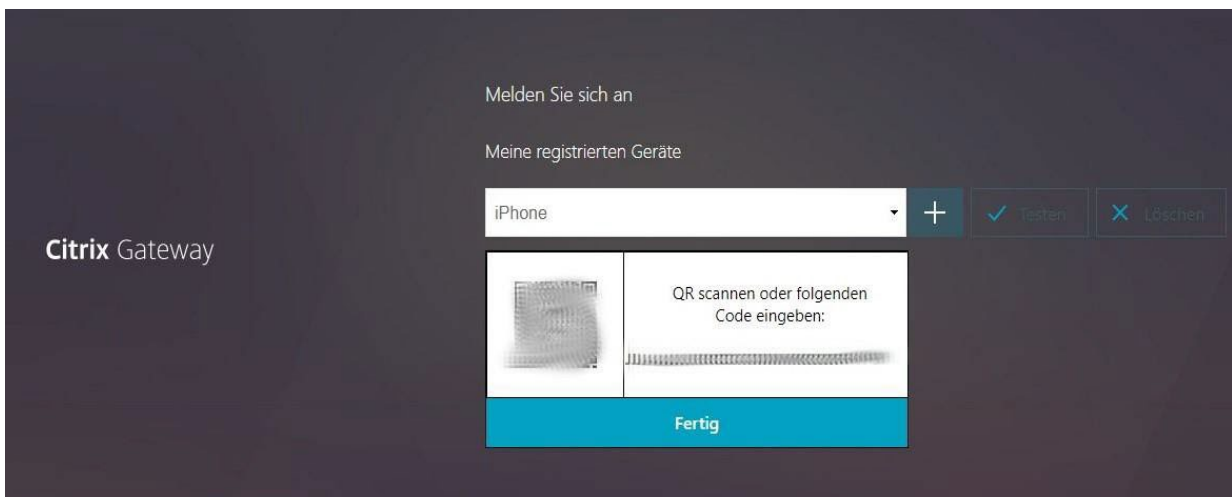 Melden Sie sich an
Meine registrierten Geräte
iPhone
Testen
Löschen
Citrix Gateway
QR scannen oder folgenden
Code eingeben:
Fertig